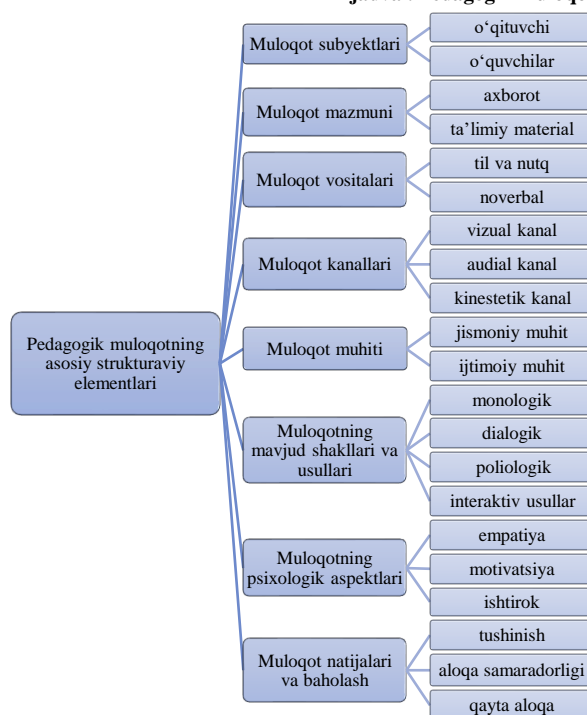 Muloqot subyektlari
o‘qituvchi
o‘quvchilar
Muloqot mazmuni
axborot
ta’limiy material
Muloqot vositalari
til va nutq
noverbal
Muloqot kanallari
vizual kanal
audial kanal
kinestetik kanal
Pedagogik muloqotning
asosiy strukturaviy
elementlari
Muloqot muhiti
jismoniy muhit
ijtimoiy muhit
Muloqotning
mavjud shakllari va
usullari
monologik
dialogik
poliologik
interaktiv usullar
Muloqotning
psixologik aspektlari
empatiya
motivatsiya
ishtirok
Muloqot natijalari
va baholash
tushinish
aloqa samaradorligi
qayta aloqa